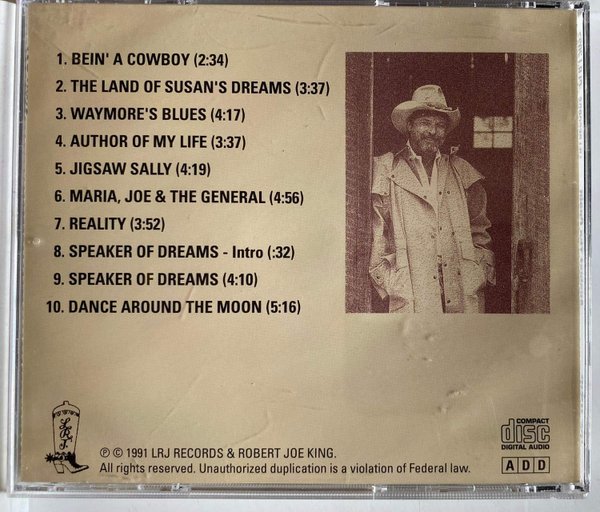 1. BEIN' A COWBOY (2:34)
2. THE LAND OF SUSAN'S DREAMS (3:37)
3. WAYMORE'S BLUES (4:17)
4. AUTHOR OF MY LIFE (3:37)
5. JIGSAW SALLY (4:19)
6. MARIA, JOE & THE GENERAL (4:56)
7. REALITY (3:52)
8. SPEAKER OF DREAMS - Intro (:32)
9. SPEAKER OF DREAMS (4:10)
10. DANCE AROUND THE MOON (5:16)
L.R.J.
℗ © 1991 LRJ RECORDS & ROBERT JOE KING.
All rights reserved. Unauthorized duplication is a violation of Federal law.
COMPACT
disc
DIGITAL AUDIO
A D D